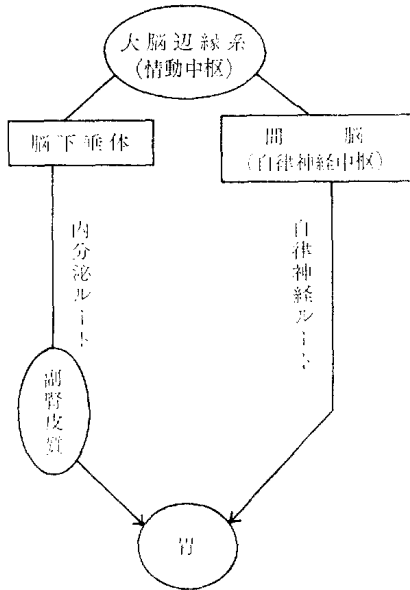 大脳辺縁系
(情動中枢)
脳下垂体
間脳
(自律神経中枢)
内分泌ルート
自律神経ルート
副腎皮質
胃